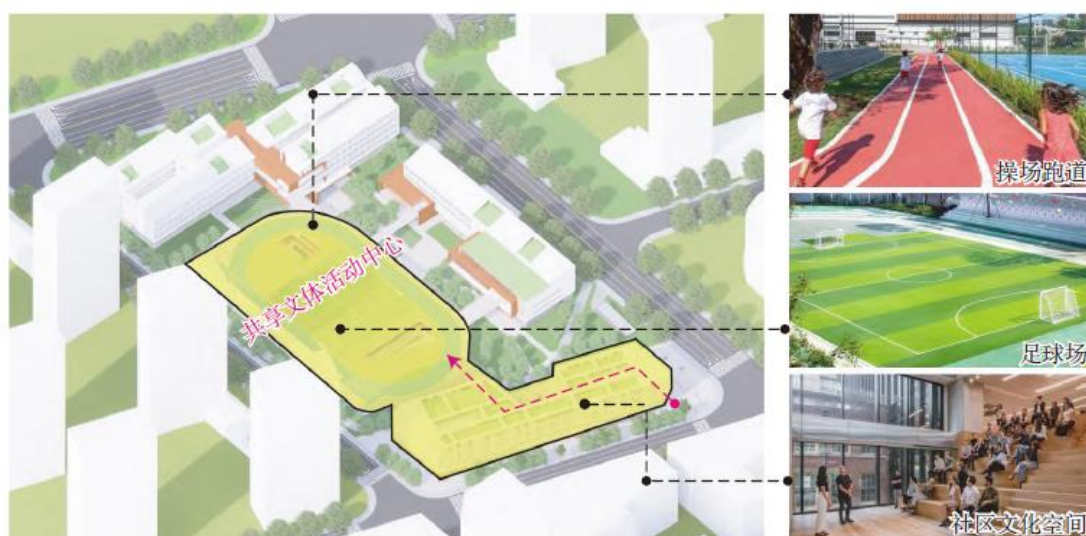 共享文体活动中心
操场跑道
足球场
社区文化空间